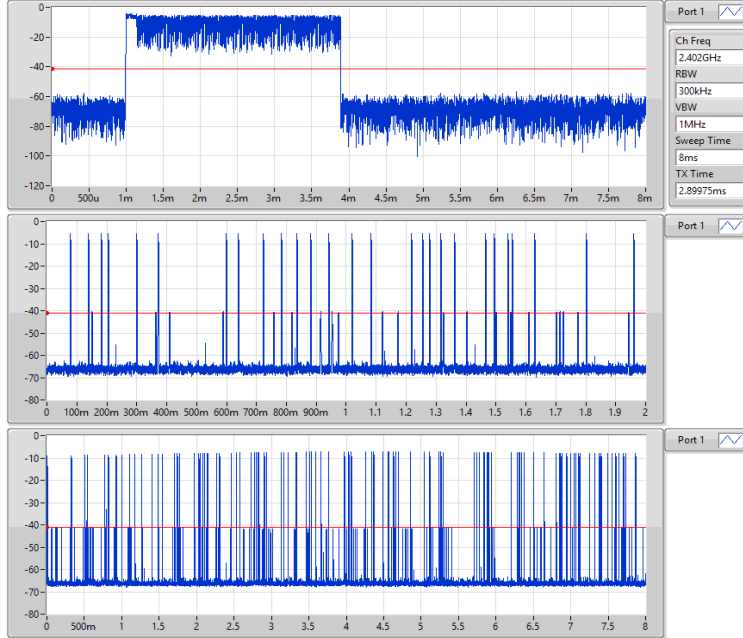 0-
-20-
-40-
-60-
-80-
-100-
-120-
0 500u 1m 1.5m 2m 2.5m 3m 3.5m 4m 4.5m 5m 5.5m 6m 6.5m 7m 7.5m 8m
Port 1
Ch Freq
2.402GHz
RBW
300kHz
VBW
1MHz
Sweep Time
8ms
TX Time
2.89975ms
0-
-10-
-20-
-30-
-40-
-50-
-60-
-70-
-80-
0 100m 200m 300m 400m 500m 600m 700m 800m 900m 1 1.1 1.2 1.3 1.4 1.5 1.6 1.7 1.8 1.9 2
Port 1
0-
-10-
-20-
-30-
-40-
-50-
-60-
-70-
-80-
0 500m 1 1.5 2 2.5 3 3.5 4 4.5 5 5.5 6 6.5 7 7.5 8
Port 1